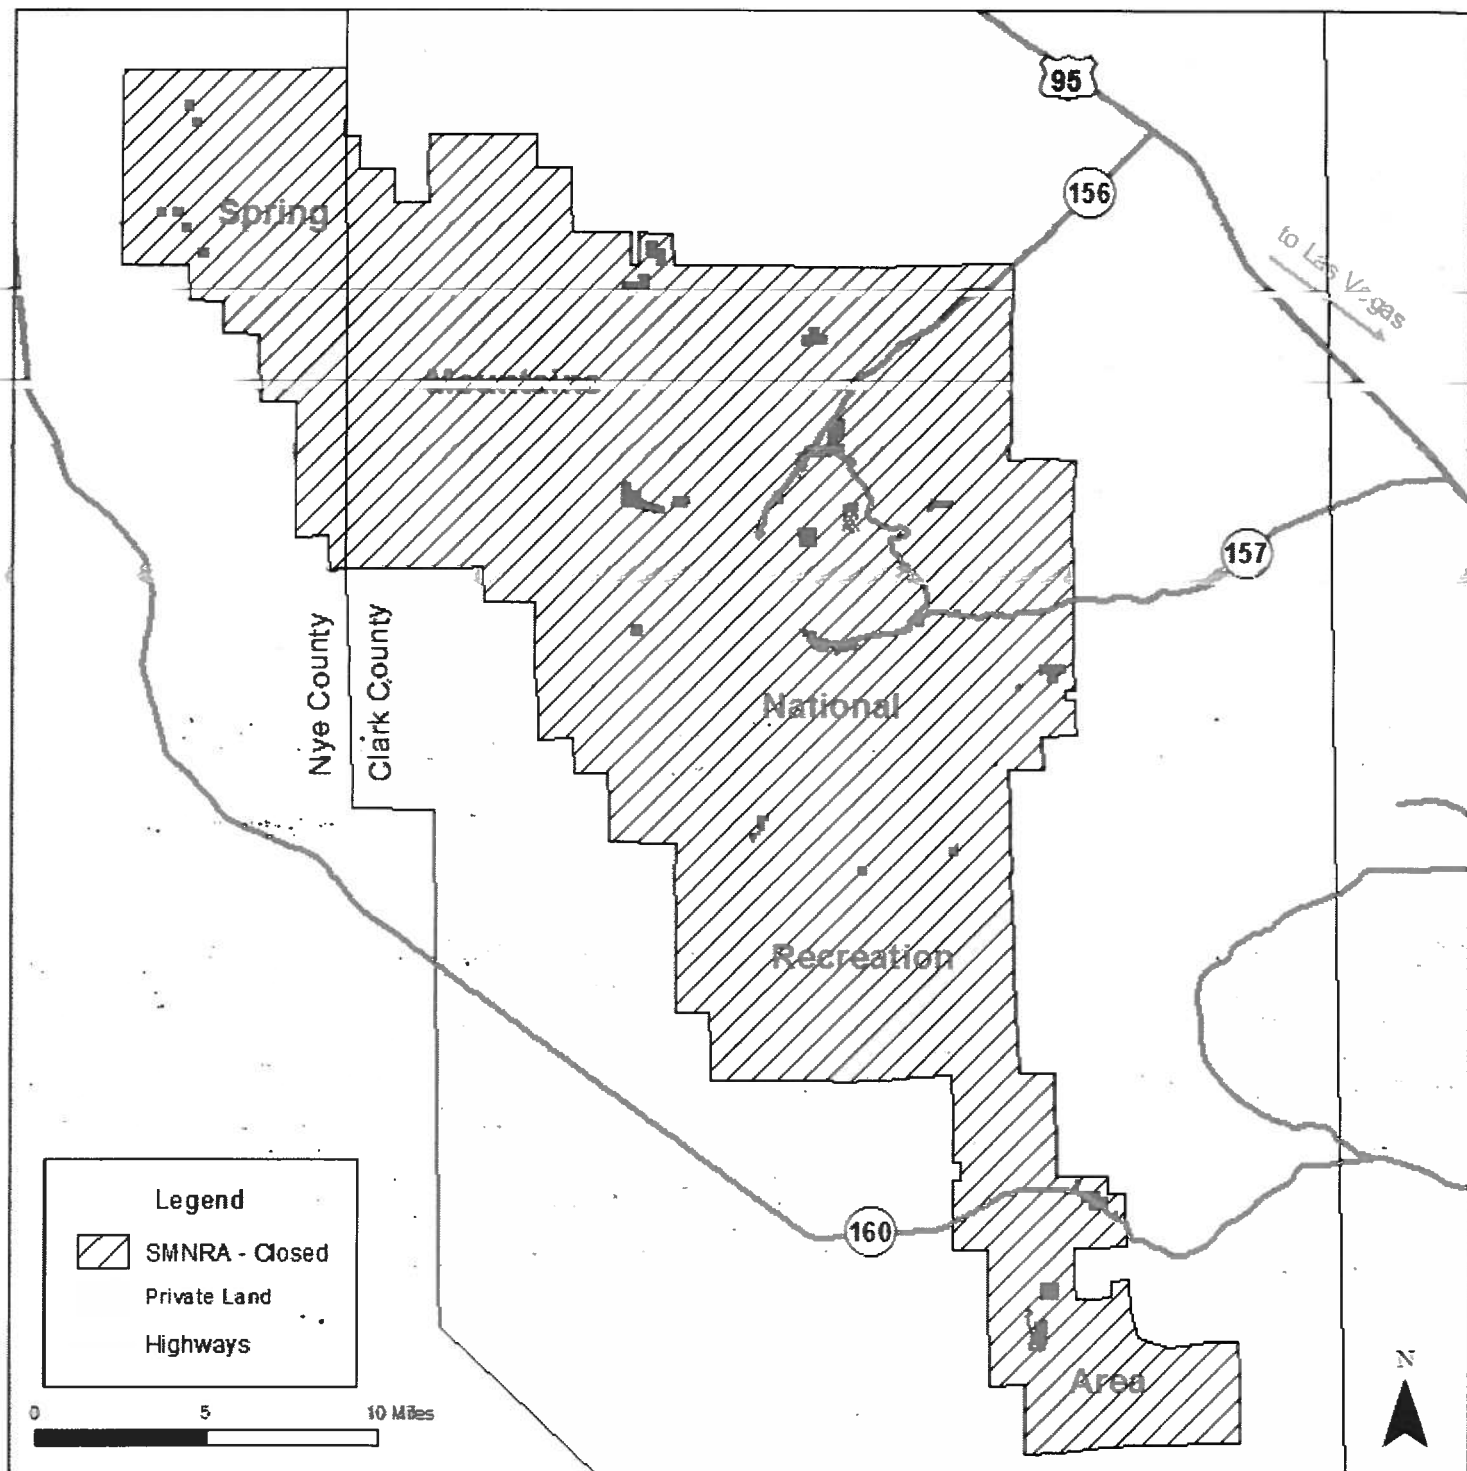 95
156
to Las Vegas
Spring
Mountains
157
Nye County
Clark County
National
Recreation
160
Area
Legend
SMNRA - Closed
Private Land
Highways
0 5 10 Miles
N